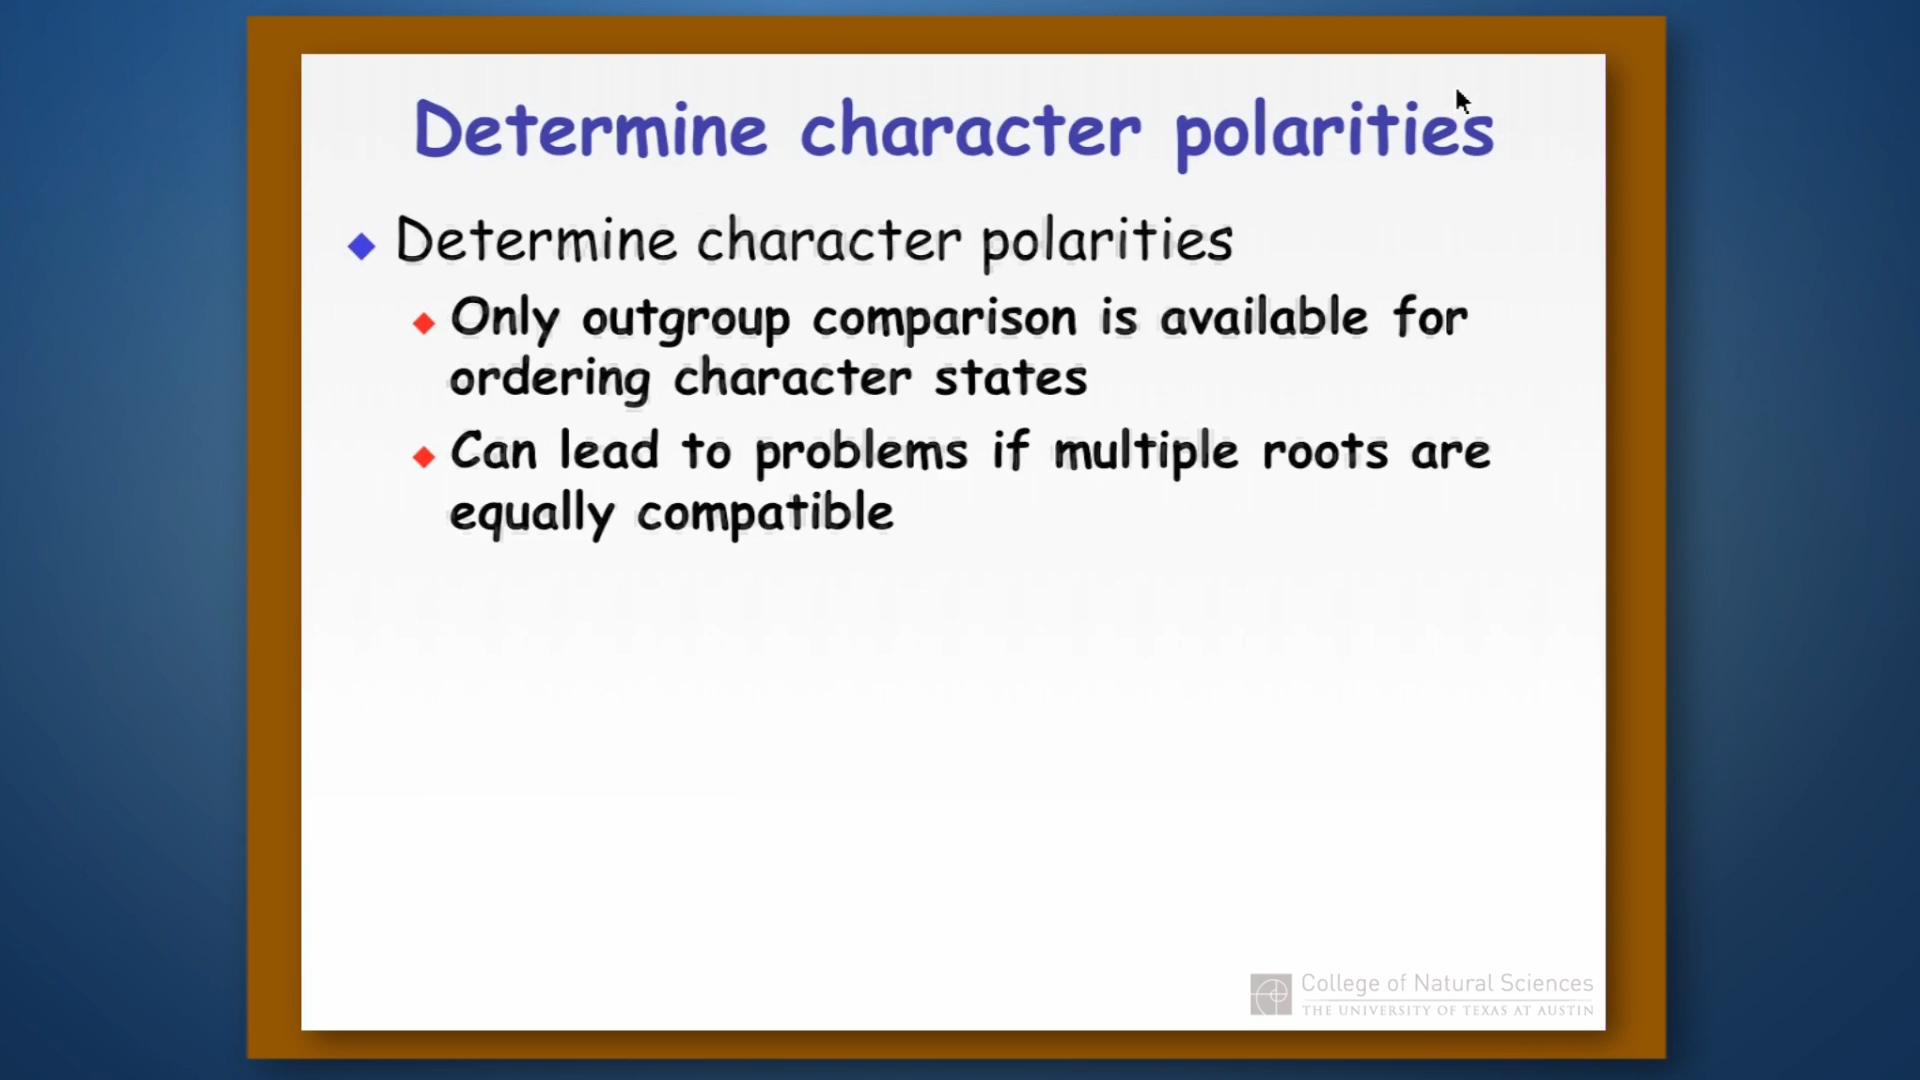 Determine character polarities
Determine character polarities
Only outgroup comparison is available for
ordering character states
Can lead to problems if multiple roots are
equally compatible
College of Natural Sciences
THE UNIVERSITY OF TEXAS AT AUSTIN